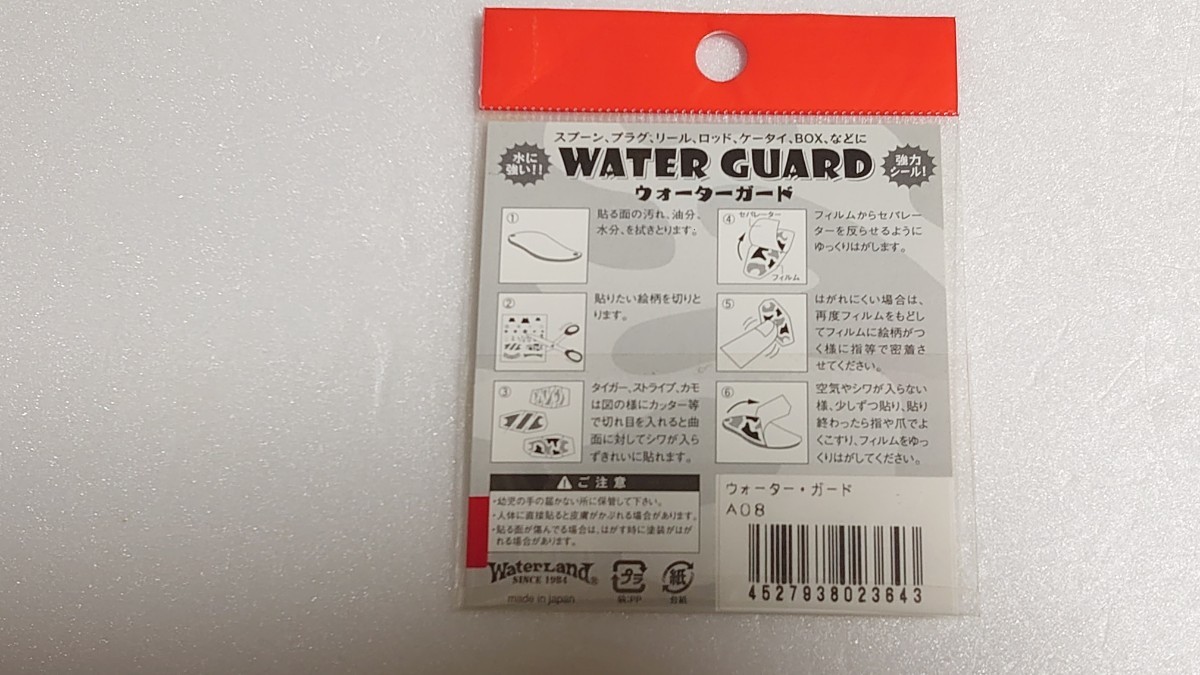 スプーン、プラグ、リール、ロッド、ケータイ、BOX、などに
水に
強い!!
WATER GUARD
強力
シール!
ウォーターガード
①
貼る面の汚れ、油分、
水分、を拭きとります。
②
貼りたい絵柄を切りと
ります。
③
タイガー、ストライプ、カモ
は図の様にカッター等
で切れ目を入れると曲
面に対してシワが入ら
ずきれいに貼れます。
④
セパレーター
フィルム
フィルムからセパレー
ターを反らせるように
ゆっくりはがします。
⑤
はがれにくい場合は、
再度フィルムをもどし
てフィルムに絵柄がつ
く様に指等で密着さ
せてください。
⑥
空気やシワが入らない
様、少しずつ貼り、貼り
終わったら指や爪でよ
くこすり、フィルムをゆっ
くりはがしてください。
ご注意
・幼児の手の届かない所に保管して下さい。
・人体に直接貼ると皮膚がかぶれる場合があります。
・貼る面が傷んでる場合は、はがす時に塗装がはが
れる場合があります。
WATERLAND®
SINCE 1984
made in japan
プラ
袋:PP
紙
台紙
ウォーター・ガード
A08
4527938023643